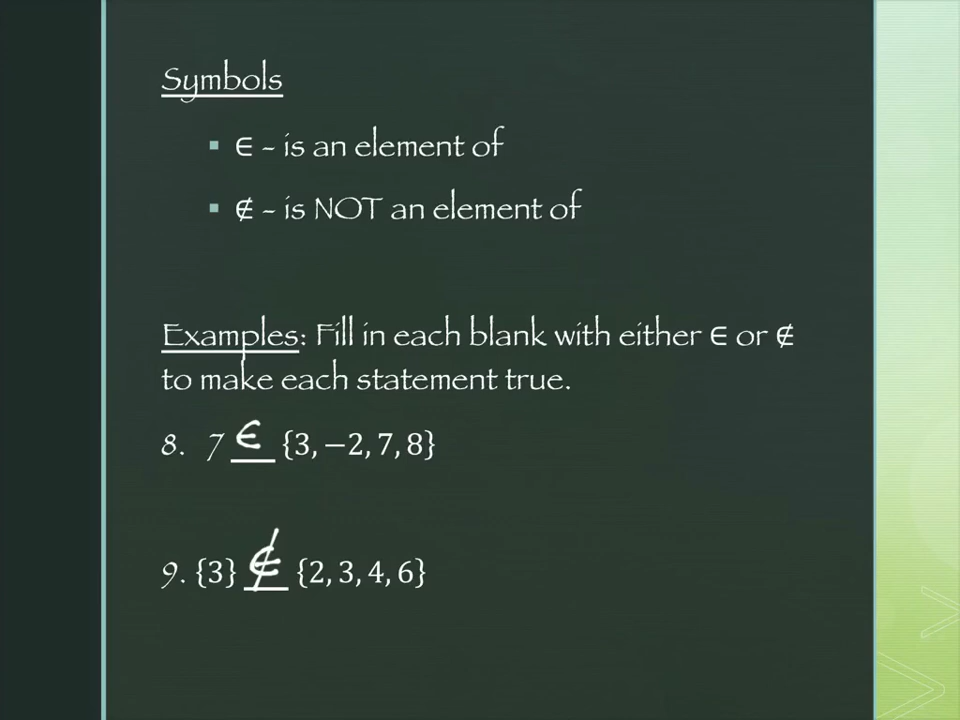 Symbols
▪ ∈ - is an element of
▪ ∉ - is NOT an element of
Examples: Fill in each blank with either ∈ or ∉
to make each statement true.
8. 7 ∈ {3, −2, 7, 8}
9. {3} ∉ {2, 3, 4, 6}